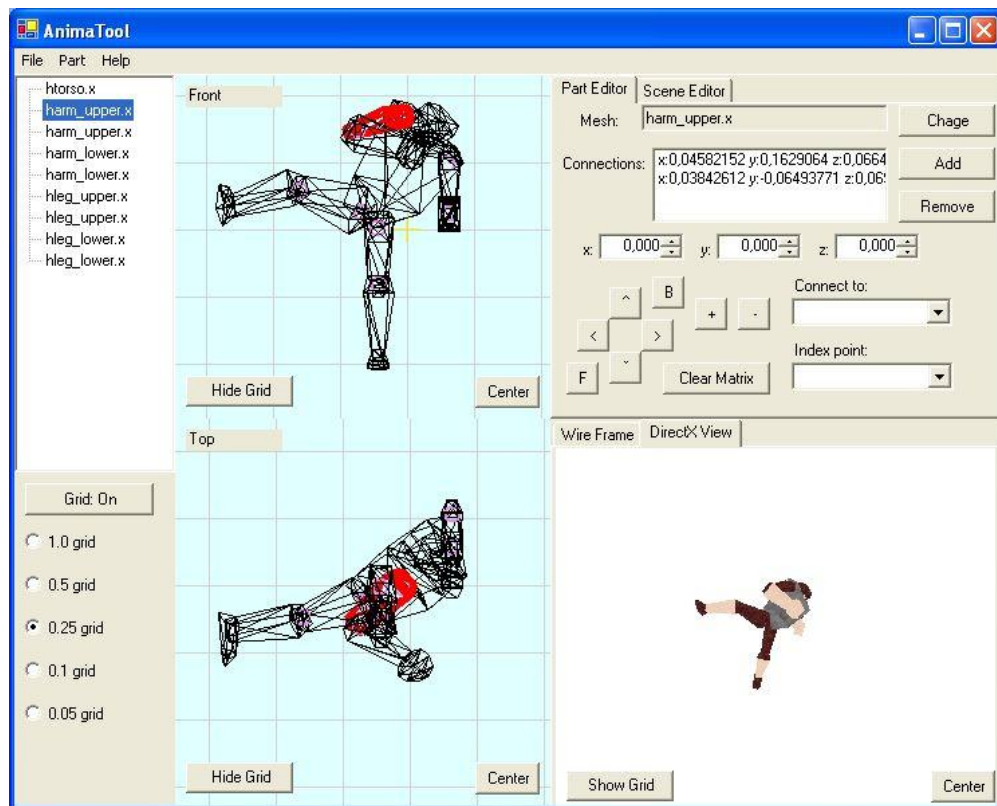 AnimaTool
File Part Help
htorso.x
harm_upper.x
harm_upper.x
harm_lower.x
harm_lower.x
hleg_upper.x
hleg_upper.x
hleg_lower.x
hleg_lower.x
Grid: On
1.0 grid
0.5 grid
0.25 grid
0.1 grid
0.05 grid
Front
Hide Grid
Center
Top
Hide Grid
Center
Part Editor Scene Editor
Mesh: harm_upper.x Chage
Connections: x:0,04582152 y:0,1629064 z:0,0664 Add
x:0,03842612 y:-0,06493771 z:0,069
Remove
x: 0,000 y: 0,000 z: 0,000
^ B
< >
+ -
F ˇ
Clear Matrix
Connect to:
Index point:
Wire Frame DirectX View
Show Grid
Center